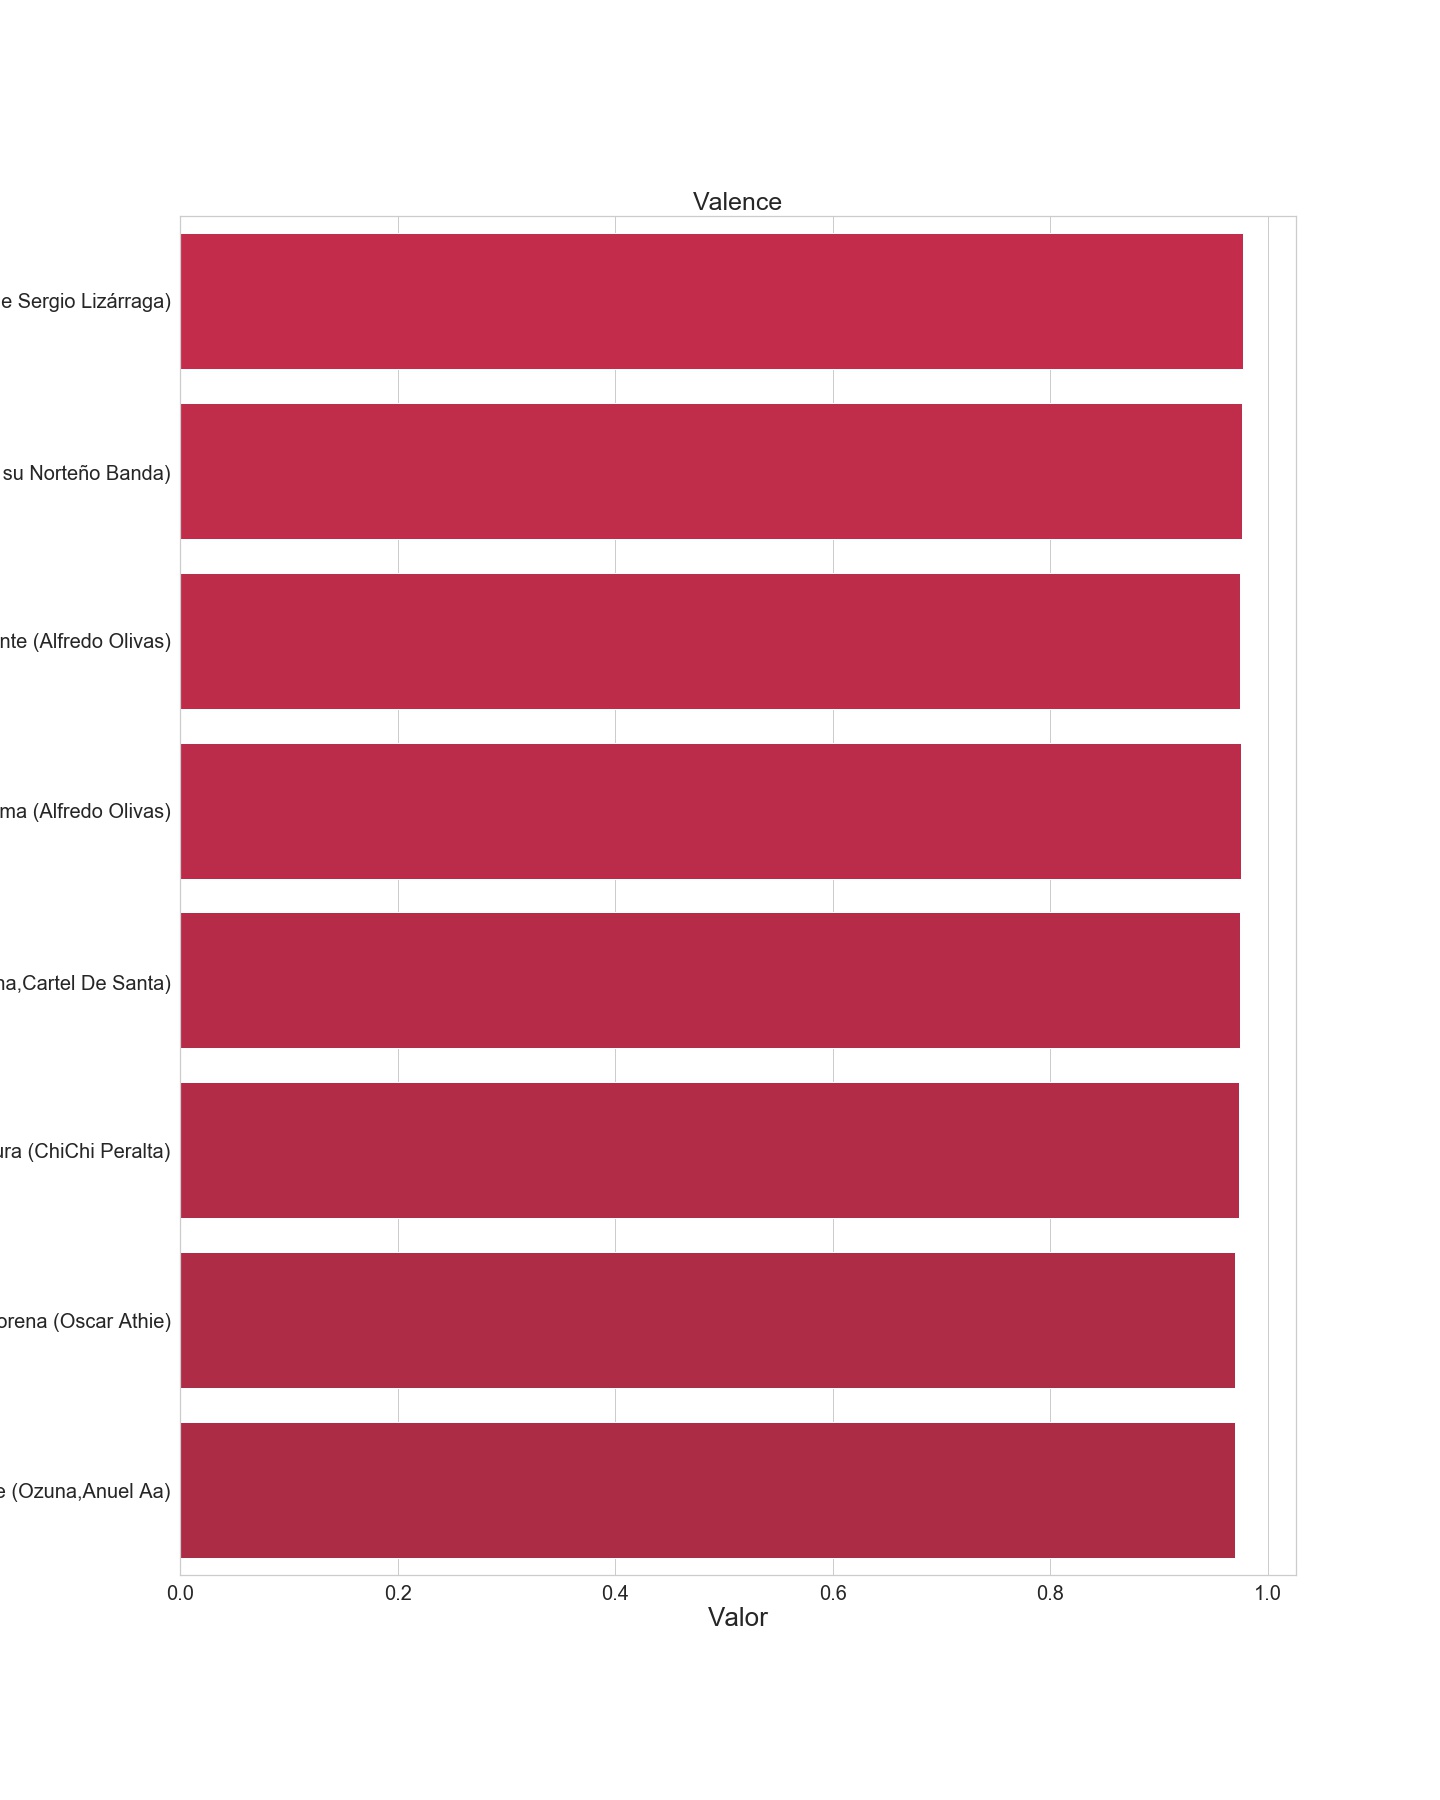 Valence
e Sergio Lizárraga)
su Norteño Banda)
nte (Alfredo Olivas)
ma (Alfredo Olivas)
na,Cartel De Santa)
ura (ChiChi Peralta)
orena (Oscar Athie)
e (Ozuna,Anuel Aa)
0.0 0.2 0.4 0.6 0.8 1.0
Valor